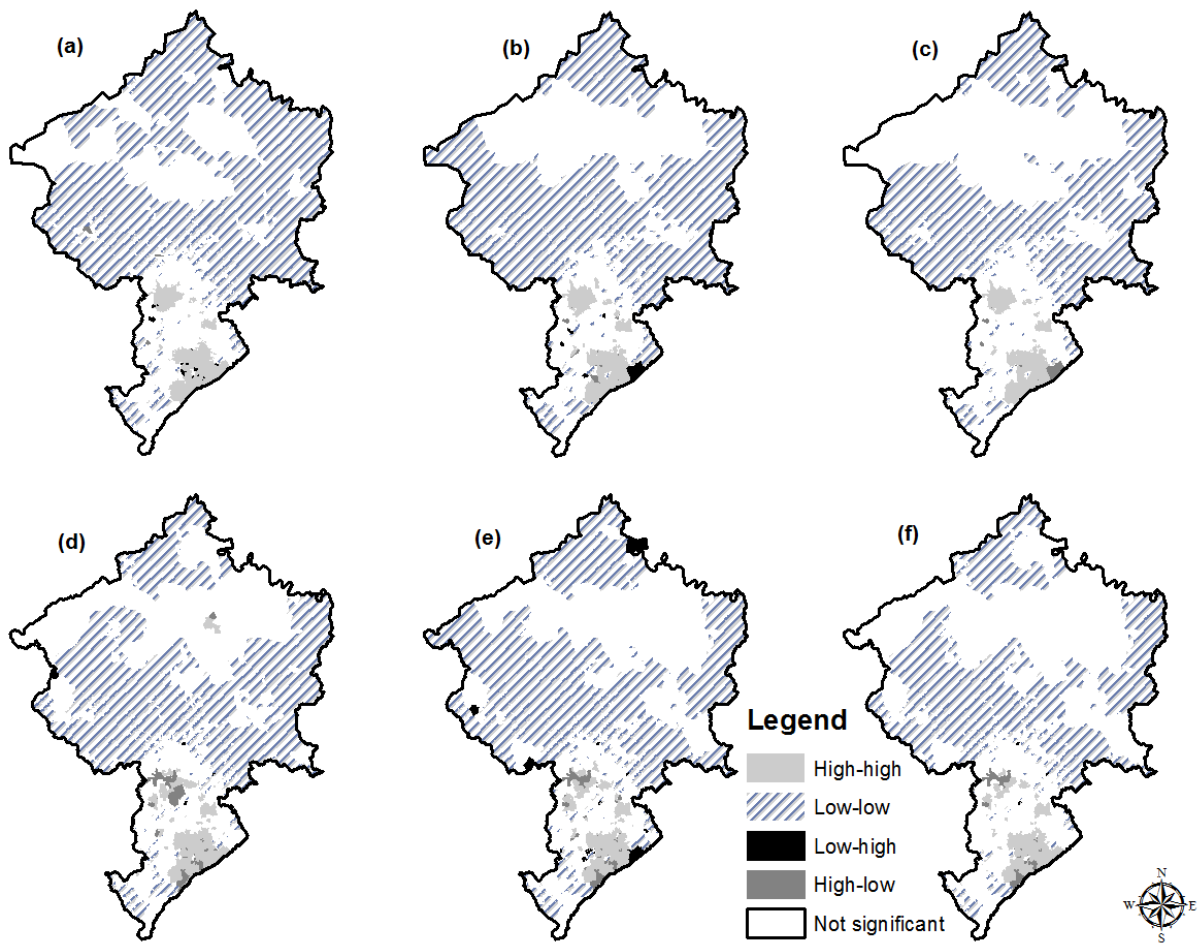 (a)
(b)
(c)
(d)
(e)
(f)
Legend
High-high
Low-low
Low-high
High-low
Not significant
N
W E
S